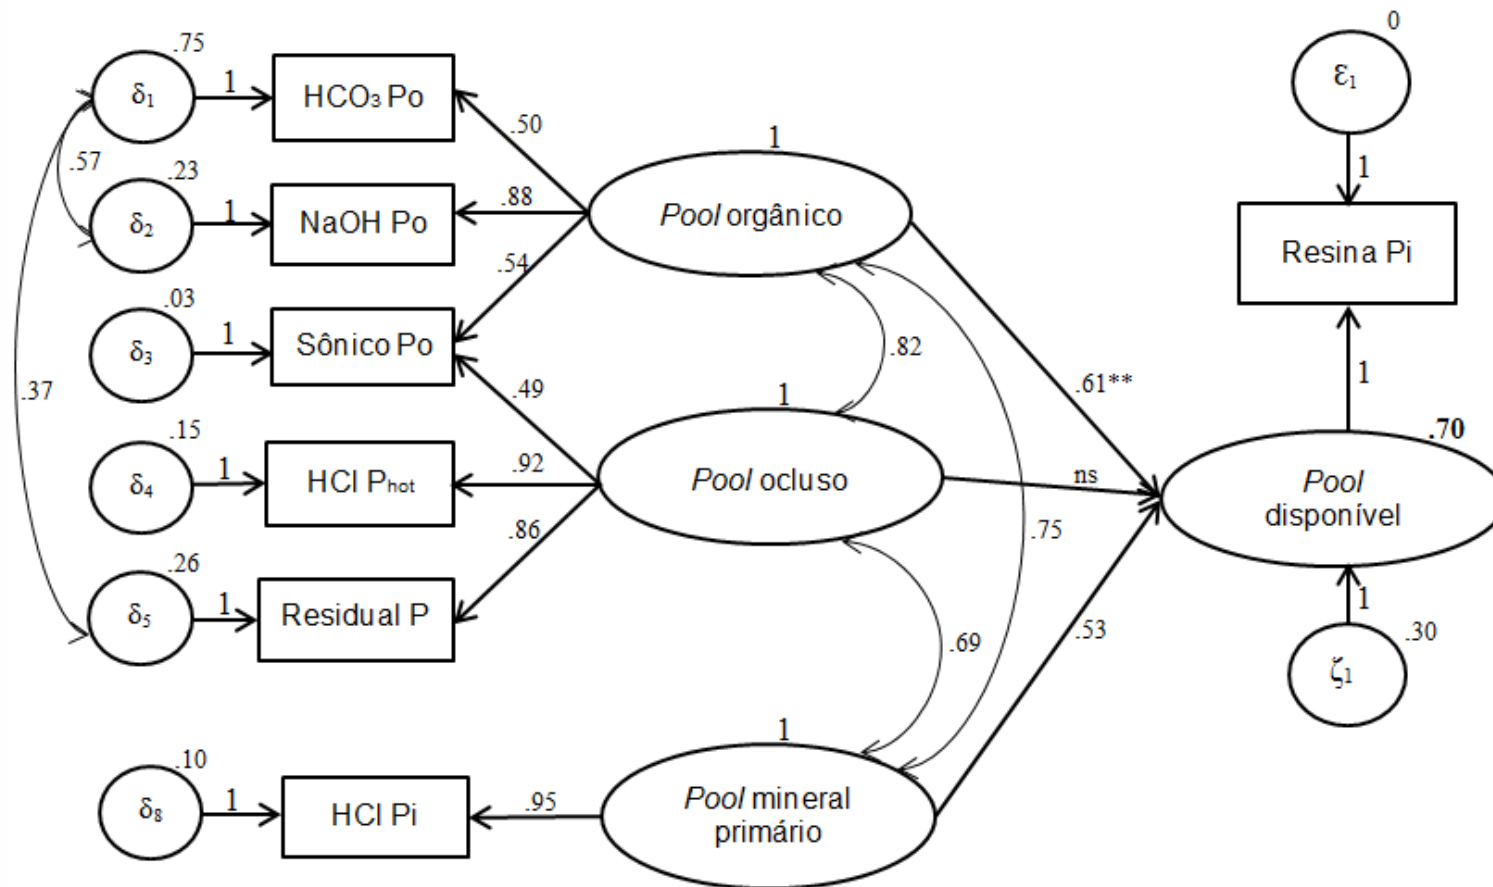 .75
δ₁
1
HCO₃ Po
.50
.57
.23
δ₂
1
NaOH Po
.88
.54
.03
δ₃
1
Sônico Po
.49
.37
.15
δ₄
1
HCl Phot
.92
.86
.26
δ₅
1
Residual P
.10
δ₈
1
HCl Pi
.95
1
Pool orgânico
.82
1
Pool ocluso
.75
.69
1
Pool mineral
primário
.61**
ns
.53
0
ε₁
1
Resina Pi
1
.70
Pool
disponível
1
.30
ζ₁